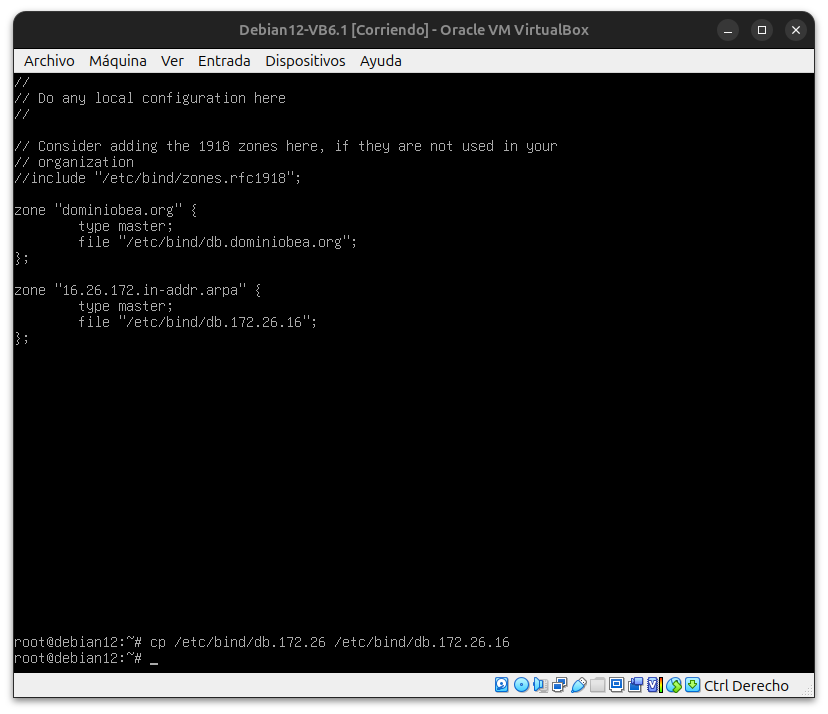 Debian12-VB6.1 [Corriendo] - Oracle VM VirtualBox
Archivo Máquina Ver Entrada Dispositivos Ayuda
//
// Do any local configuration here
//
// Consider adding the 1918 zones here, if they are not used in your
// organization
//include "/etc/bind/zones.rfc1918";
zone "dominiobea.org" {
        type master;
        file "/etc/bind/db.dominiobea.org";
};
zone "16.26.172.in-addr.arpa" {
        type master;
        file "/etc/bind/db.172.26.16";
};
root@debian12:~# cp /etc/bind/db.172.26 /etc/bind/db.172.26.16
root@debian12:~# _
Ctrl Derecho